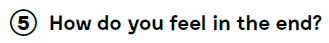 ⑤ How do you feel in the end?